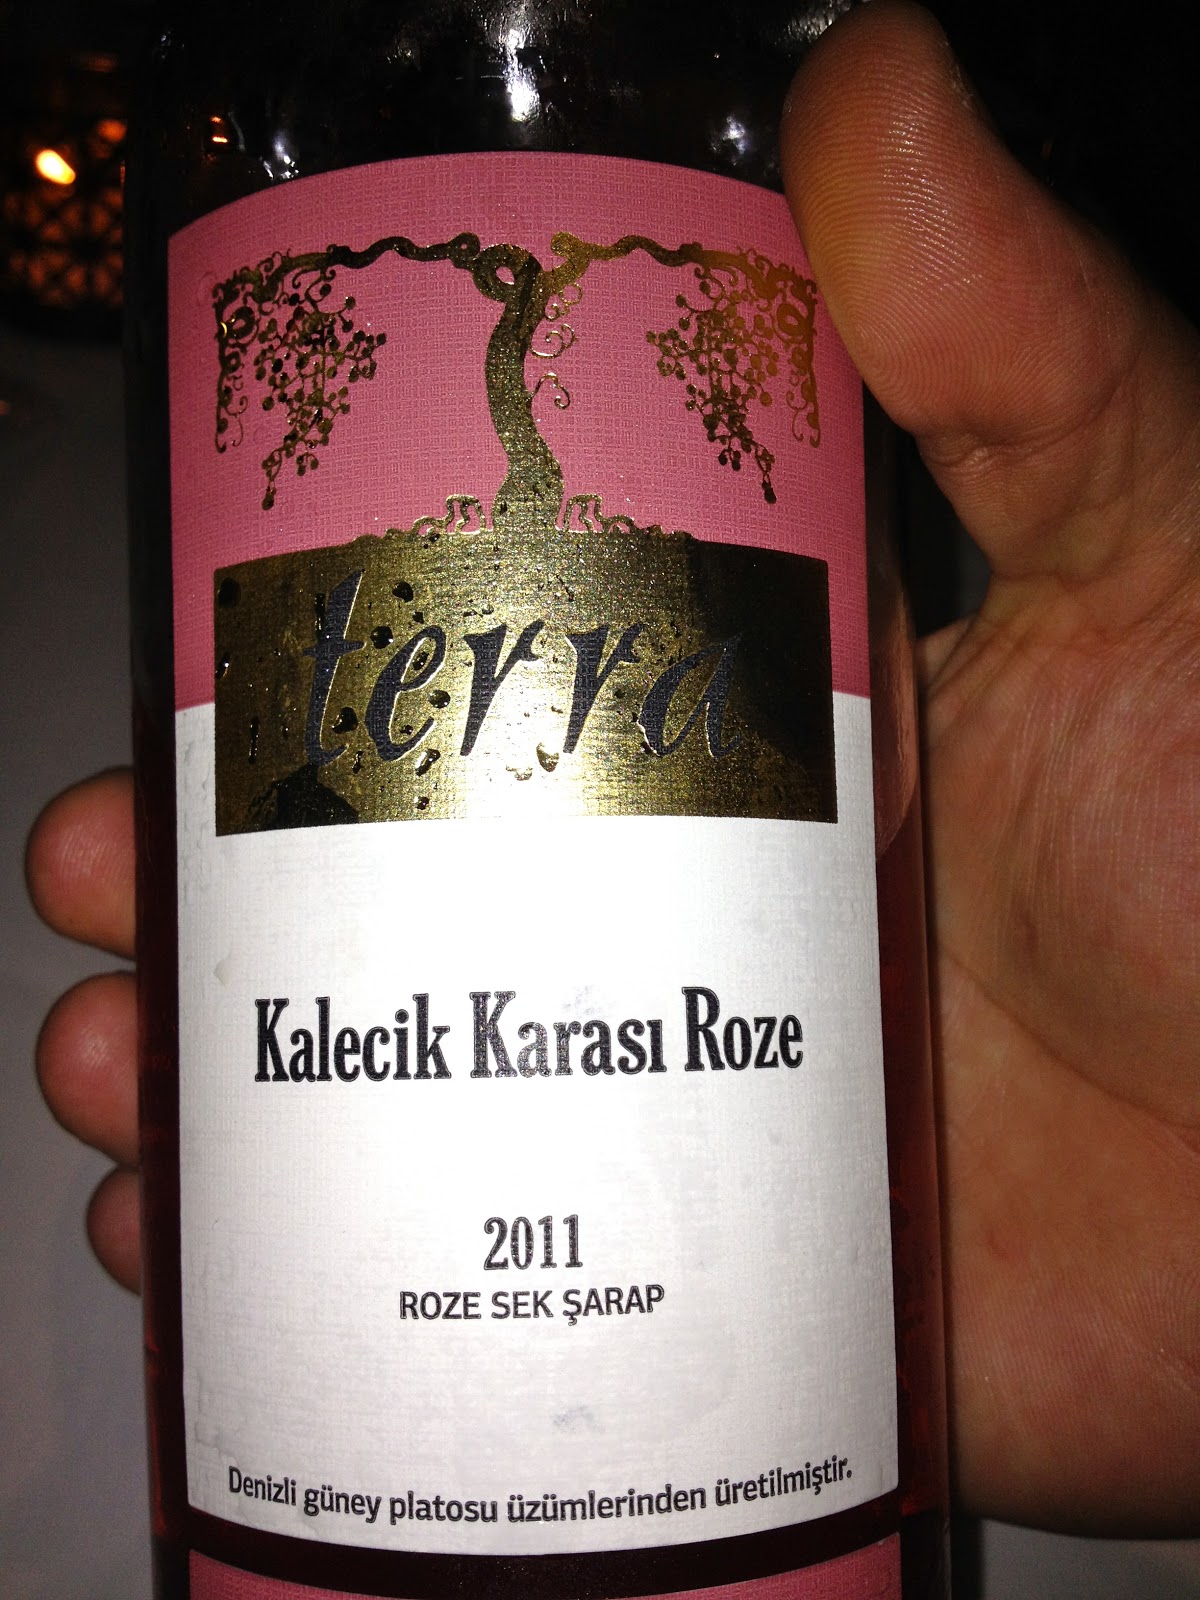 terra
Kalecik Karası Roze
2011
ROZE SEK ŞARAP
Denizli güney platosu üzümlerinden üretilmiştir.